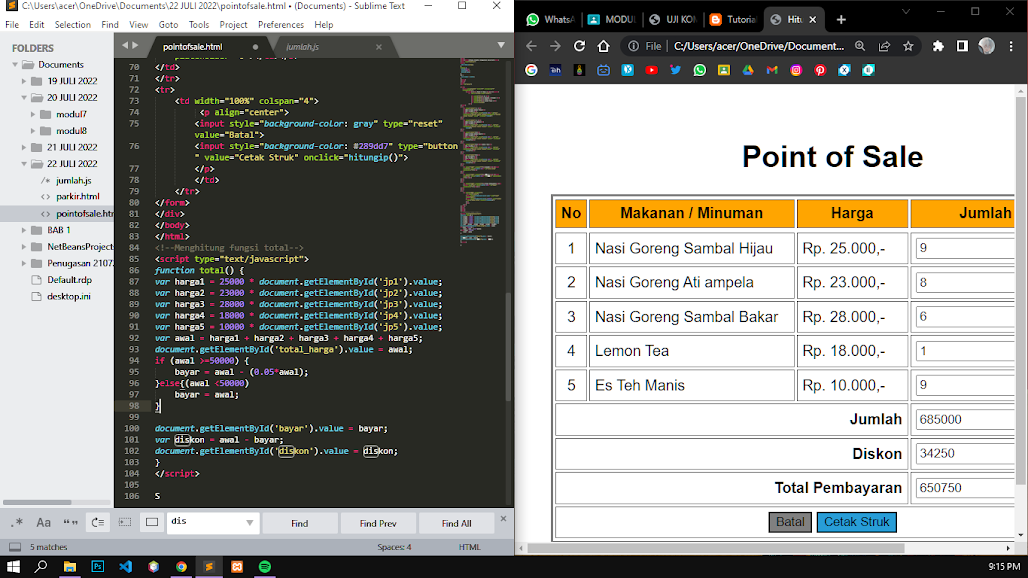 C:\Users\acer\OneDrive\Documents\22 JULI 2022\pointofsale.html • (Documents) - Sublime Text
File Edit Selection Find View Goto Tools Project Preferences Help
FOLDERS
Documents
19 JULI 2022
20 JULI 2022
modul7
modul8
21 JULI 2022
22 JULI 2022
jumlah.js
parkir.html
pointofsale.htm
BAB 1
NetBeansProjects
Penugasan 2107
Default.rdp
desktop.ini
pointofsale.html
jumlah.js
70 </td>
71 </tr>
72 <tr>
73 <td width="100%" colspan="4">
74 <p align="center">
75 <input style="background-color: gray" type="reset"
value="Batal">
76 <input style="background-color: #289dd7" type="button
" value="Cetak Struk" onclick="hitungip()">
77 </p>
78 </td>
79 </tr>
80 </form>
81 </div>
82 </body>
83 </html>
84 <!--Menghitung fungsi total-->
85 <script type="text/javascript">
86 function total() {
87 var harga1 = 25000 * document.getElementById('jp1').value;
88 var harga2 = 23000 * document.getElementById('jp2').value;
89 var harga3 = 28000 * document.getElementById('jp3').value;
90 var harga4 = 18000 * document.getElementById('jp4').value;
91 var harga5 = 10000 * document.getElementById('jp5').value;
92 var awal = harga1 + harga2 + harga3 + harga4 + harga5;
93 document.getElementById('total_harga').value = awal;
94 if (awal >=50000) {
95 bayar = awal - (0.05*awal);
96 }else{(awal <50000)
97 bayar = awal;
98 }
99
100 document.getElementById('bayar').value = bayar;
101 var diskon = awal - bayar;
102 document.getElementById('diskon').value = diskon;
103 }
104 </script>
105
106 S
.* Aa “” dis Find Find Prev Find All
5 matches Spaces: 4 HTML
WhatsA MODUL UJI KOM Tutoria Hitu
File C:/Users/acer/OneDrive/Document...
Point of Sale
No Makanan / Minuman Harga Jumlah
1 Nasi Goreng Sambal Hijau Rp. 25.000,- 9
2 Nasi Goreng Ati ampela Rp. 23.000,- 8
3 Nasi Goreng Sambal Bakar Rp. 28.000,- 6
4 Lemon Tea Rp. 18.000,- 1
5 Es Teh Manis Rp. 10.000,- 9
Jumlah 685000
Diskon 34250
Total Pembayaran 650750
Batal Cetak Struk
9:15 PM